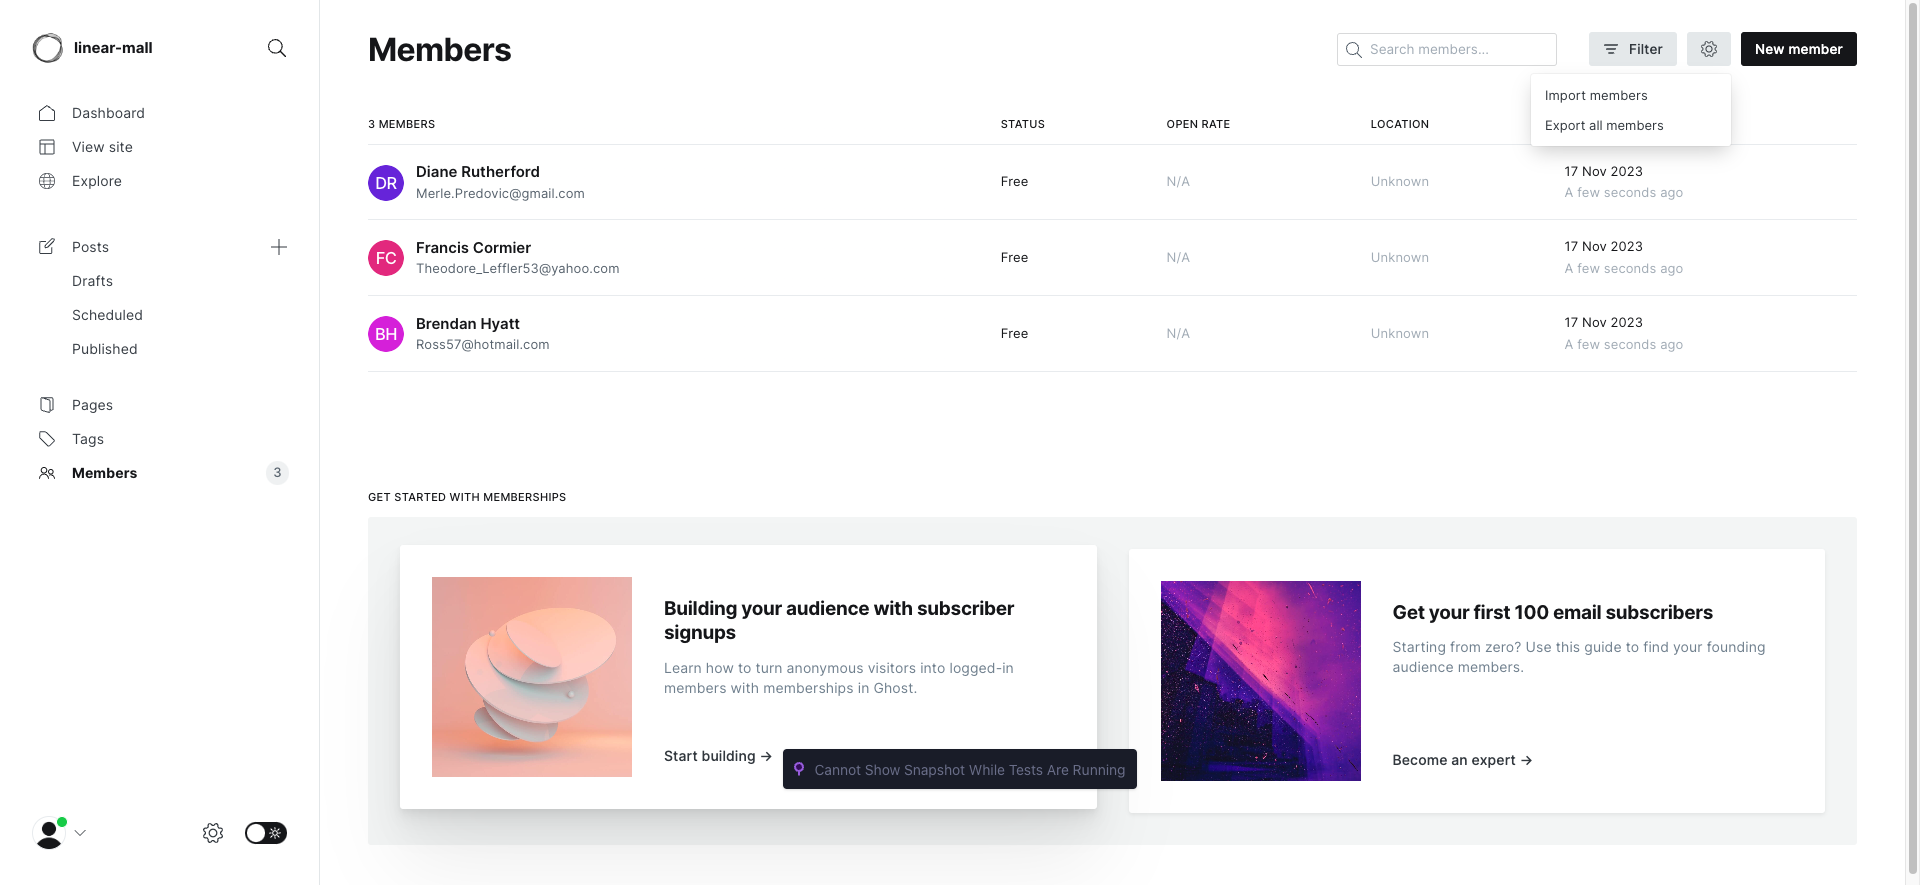 linear-mall
Dashboard
View site
Explore
Posts
Drafts
Scheduled
Published
Pages
Tags
Members
3
Members
Search members...
Filter
New member
Import members
Export all members
3 MEMBERS
STATUS
OPEN RATE
LOCATION
DR
Diane Rutherford
Merle.Predovic@gmail.com
Free
N/A
Unknown
17 Nov 2023
A few seconds ago
FC
Francis Cormier
Theodore_Leffler53@yahoo.com
Free
N/A
Unknown
17 Nov 2023
A few seconds ago
BH
Brendan Hyatt
Ross57@hotmail.com
Free
N/A
Unknown
17 Nov 2023
A few seconds ago
GET STARTED WITH MEMBERSHIPS
Building your audience with subscriber
signups
Learn how to turn anonymous visitors into logged-in
members with memberships in Ghost.
Start building →
Get your first 100 email subscribers
Starting from zero? Use this guide to find your founding
audience members.
Become an expert →
Cannot Show Snapshot While Tests Are Running